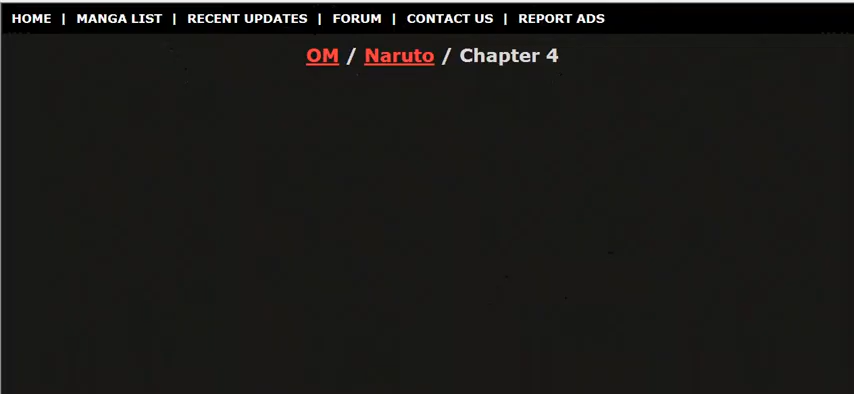 HOME | MANGA LIST | RECENT UPDATES | FORUM | CONTACT US | REPORT ADS
OM / Naruto / Chapter 4